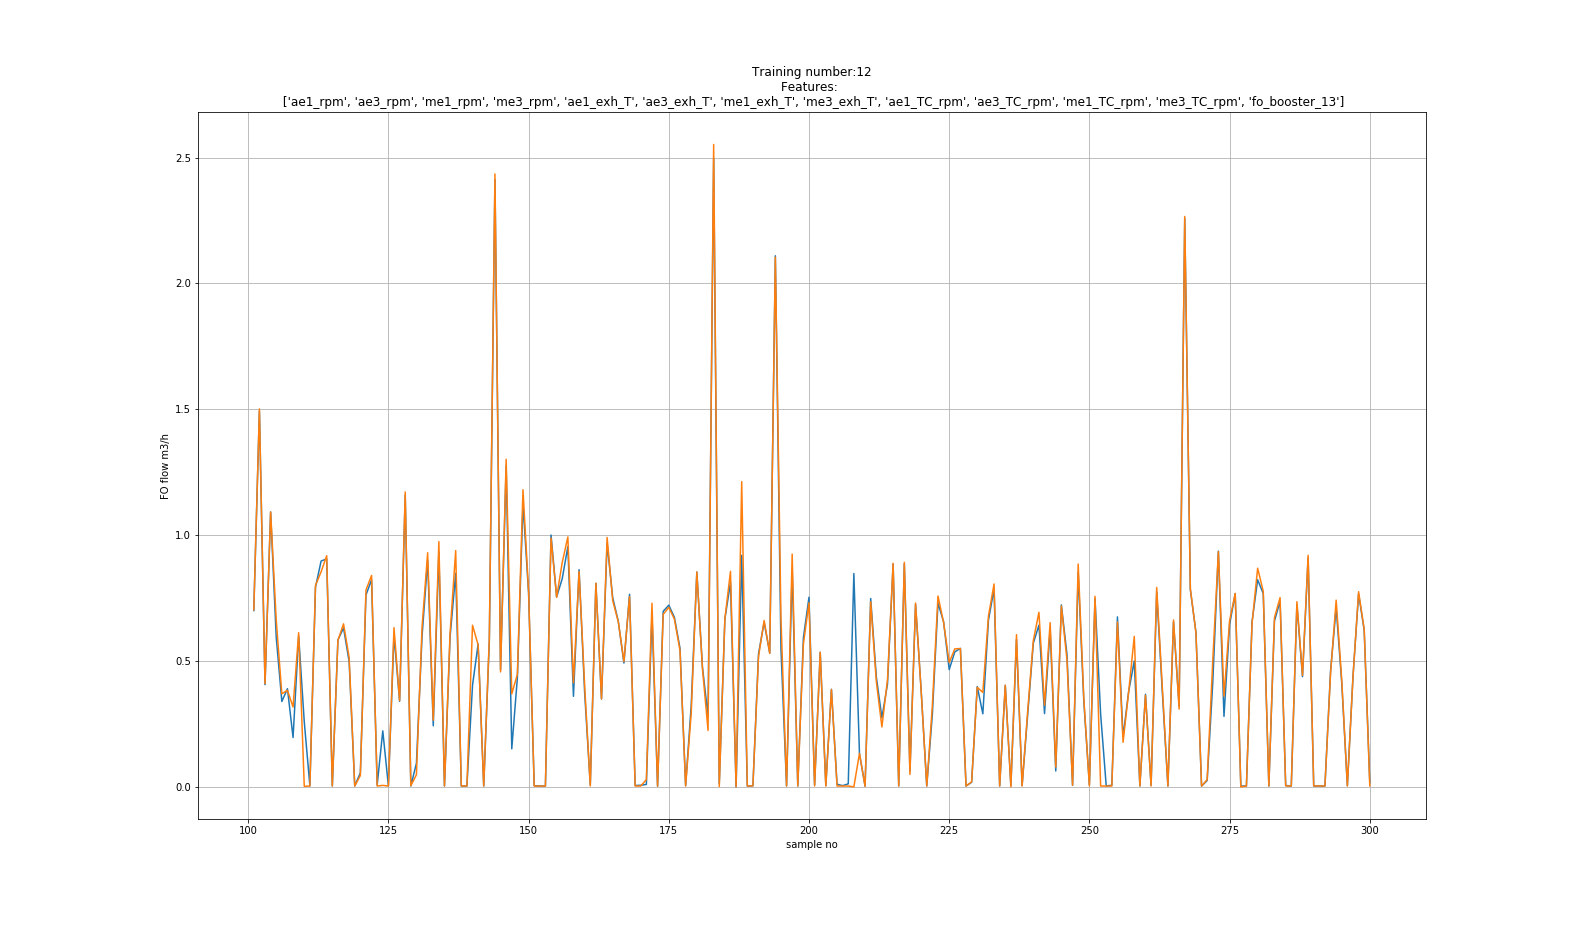 Training number:12
Features:
['ae1_rpm', 'ae3_rpm', 'me1_rpm', 'me3_rpm', 'ae1_exh_T', 'ae3_exh_T', 'me1_exh_T', 'me3_exh_T', 'ae1_TC_rpm', 'ae3_TC_rpm', 'me1_TC_rpm', 'me3_TC_rpm', 'fo_booster_13']
2.5
2.0
1.5
1.0
0.5
0.0
FO flow m3/h
100 125 150 175 200 225 250 275 300
sample no